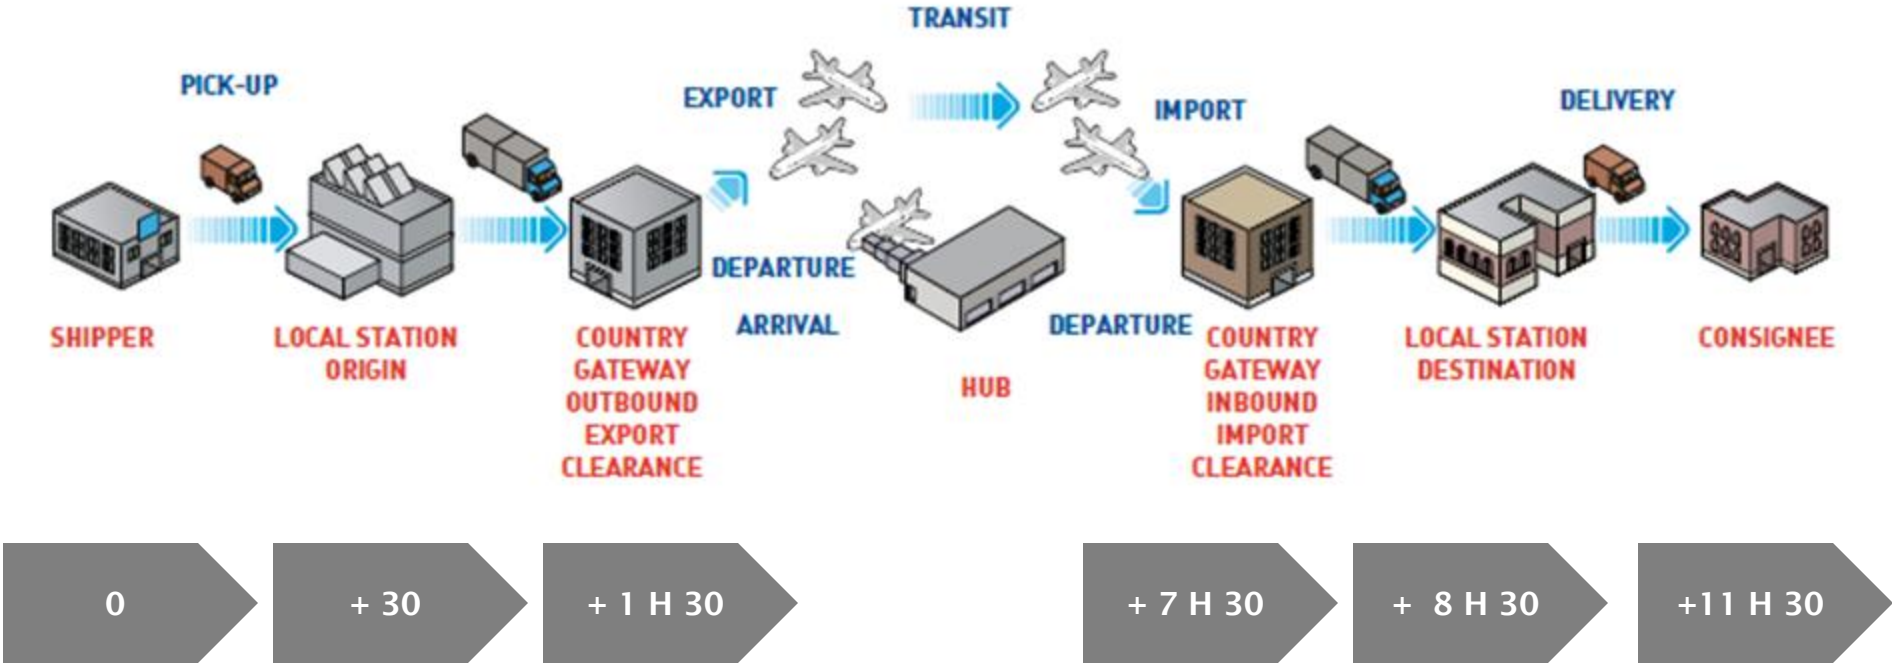 TRANSIT
PICK-UP
EXPORT
IMPORT
DELIVERY
DEPARTURE
ARRIVAL
DEPARTURE
SHIPPER
LOCAL STATION
ORIGIN
COUNTRY
GATEWAY
OUTBOUND
EXPORT
CLEARANCE
HUB
COUNTRY
GATEWAY
INBOUND
IMPORT
CLEARANCE
LOCAL STATION
DESTINATION
CONSIGNEE
0
+ 30
+ 1 H 30
+ 7 H 30
+ 8 H 30
+11 H 30